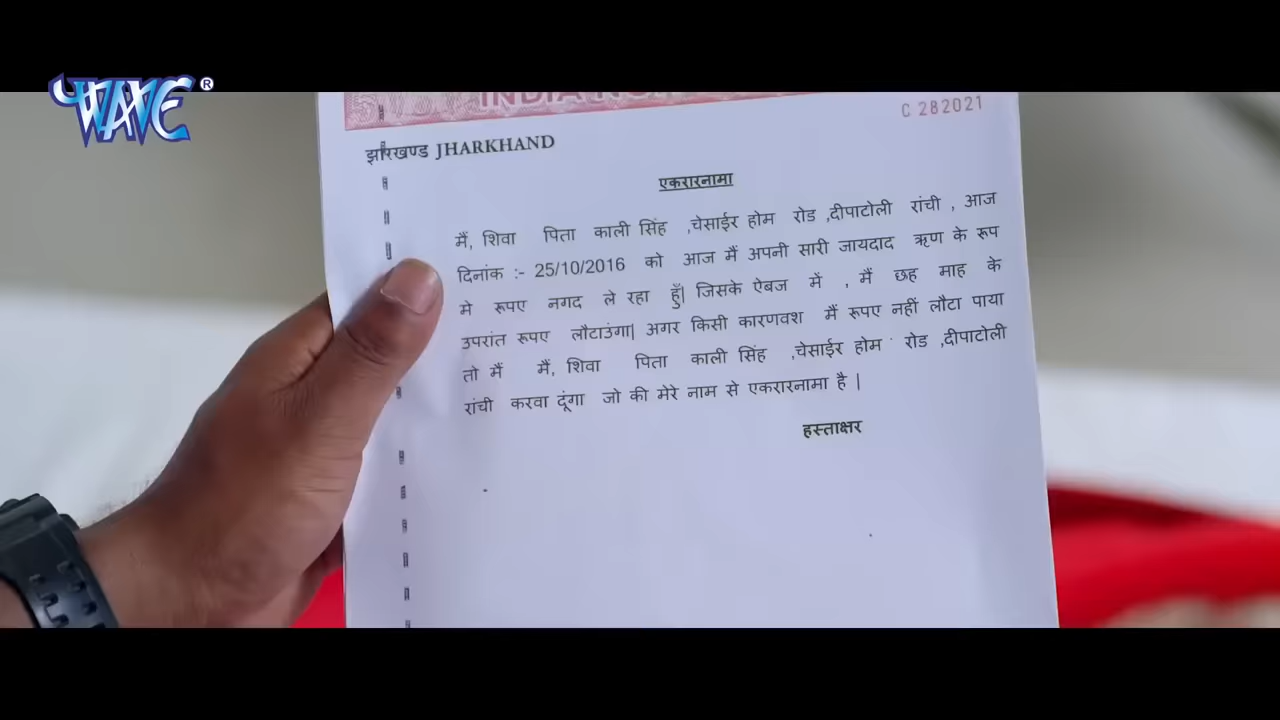 WAVE ®
INDIA
C 282021
झारखण्ड JHARKHAND
एकरारनामा
मैं, शिवा पिता काली सिंह ,चेसाईर होम रोड ,दीपाटोली रांची , आज
दिनांक :- 25/10/2016 को आज मैं अपनी सारी जायदाद ऋण के रूप
मे रूपए नगद ले रहा हुँ| जिसके ऐबज में , मैं छह माह के
उपरांत रूपए लौटाउंगा| अगर किसी कारणवश मैं रूपए नहीं लौटा पाया
तो मैं मैं, शिवा पिता काली सिंह ,चेसाईर होम रोड ,दीपाटोली
रांची करवा दूंगा जो की मेरे नाम से एकरारनामा है |
हस्ताक्षर